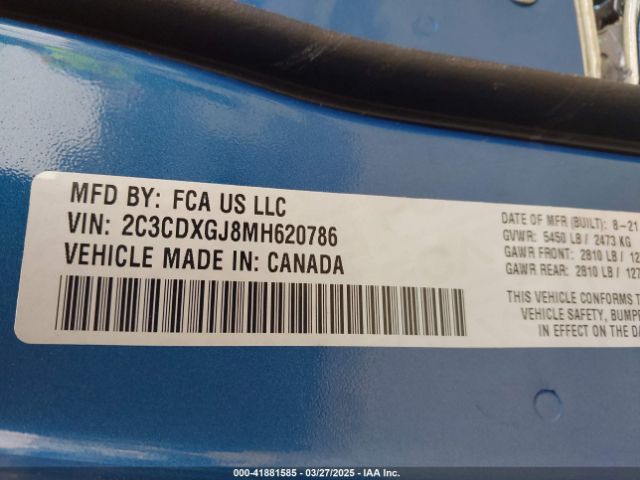 MFD BY: FCA US LLC
VIN: 2C3CDXGJ8MH620786
VEHICLE MADE IN: CANADA
DATE OF MFR (BUILT): 8-21
GVWR: 5450 LB / 2473 KG
GAWR FRONT: 2810 LB / 12
GAWR REAR: 2810 LB / 127
THIS VEHICLE CONFORMS T
VEHICLE SAFETY, BUMP
IN EFFECT ON THE DA
000-41881585 — 03/27/2025 — IAA Inc.